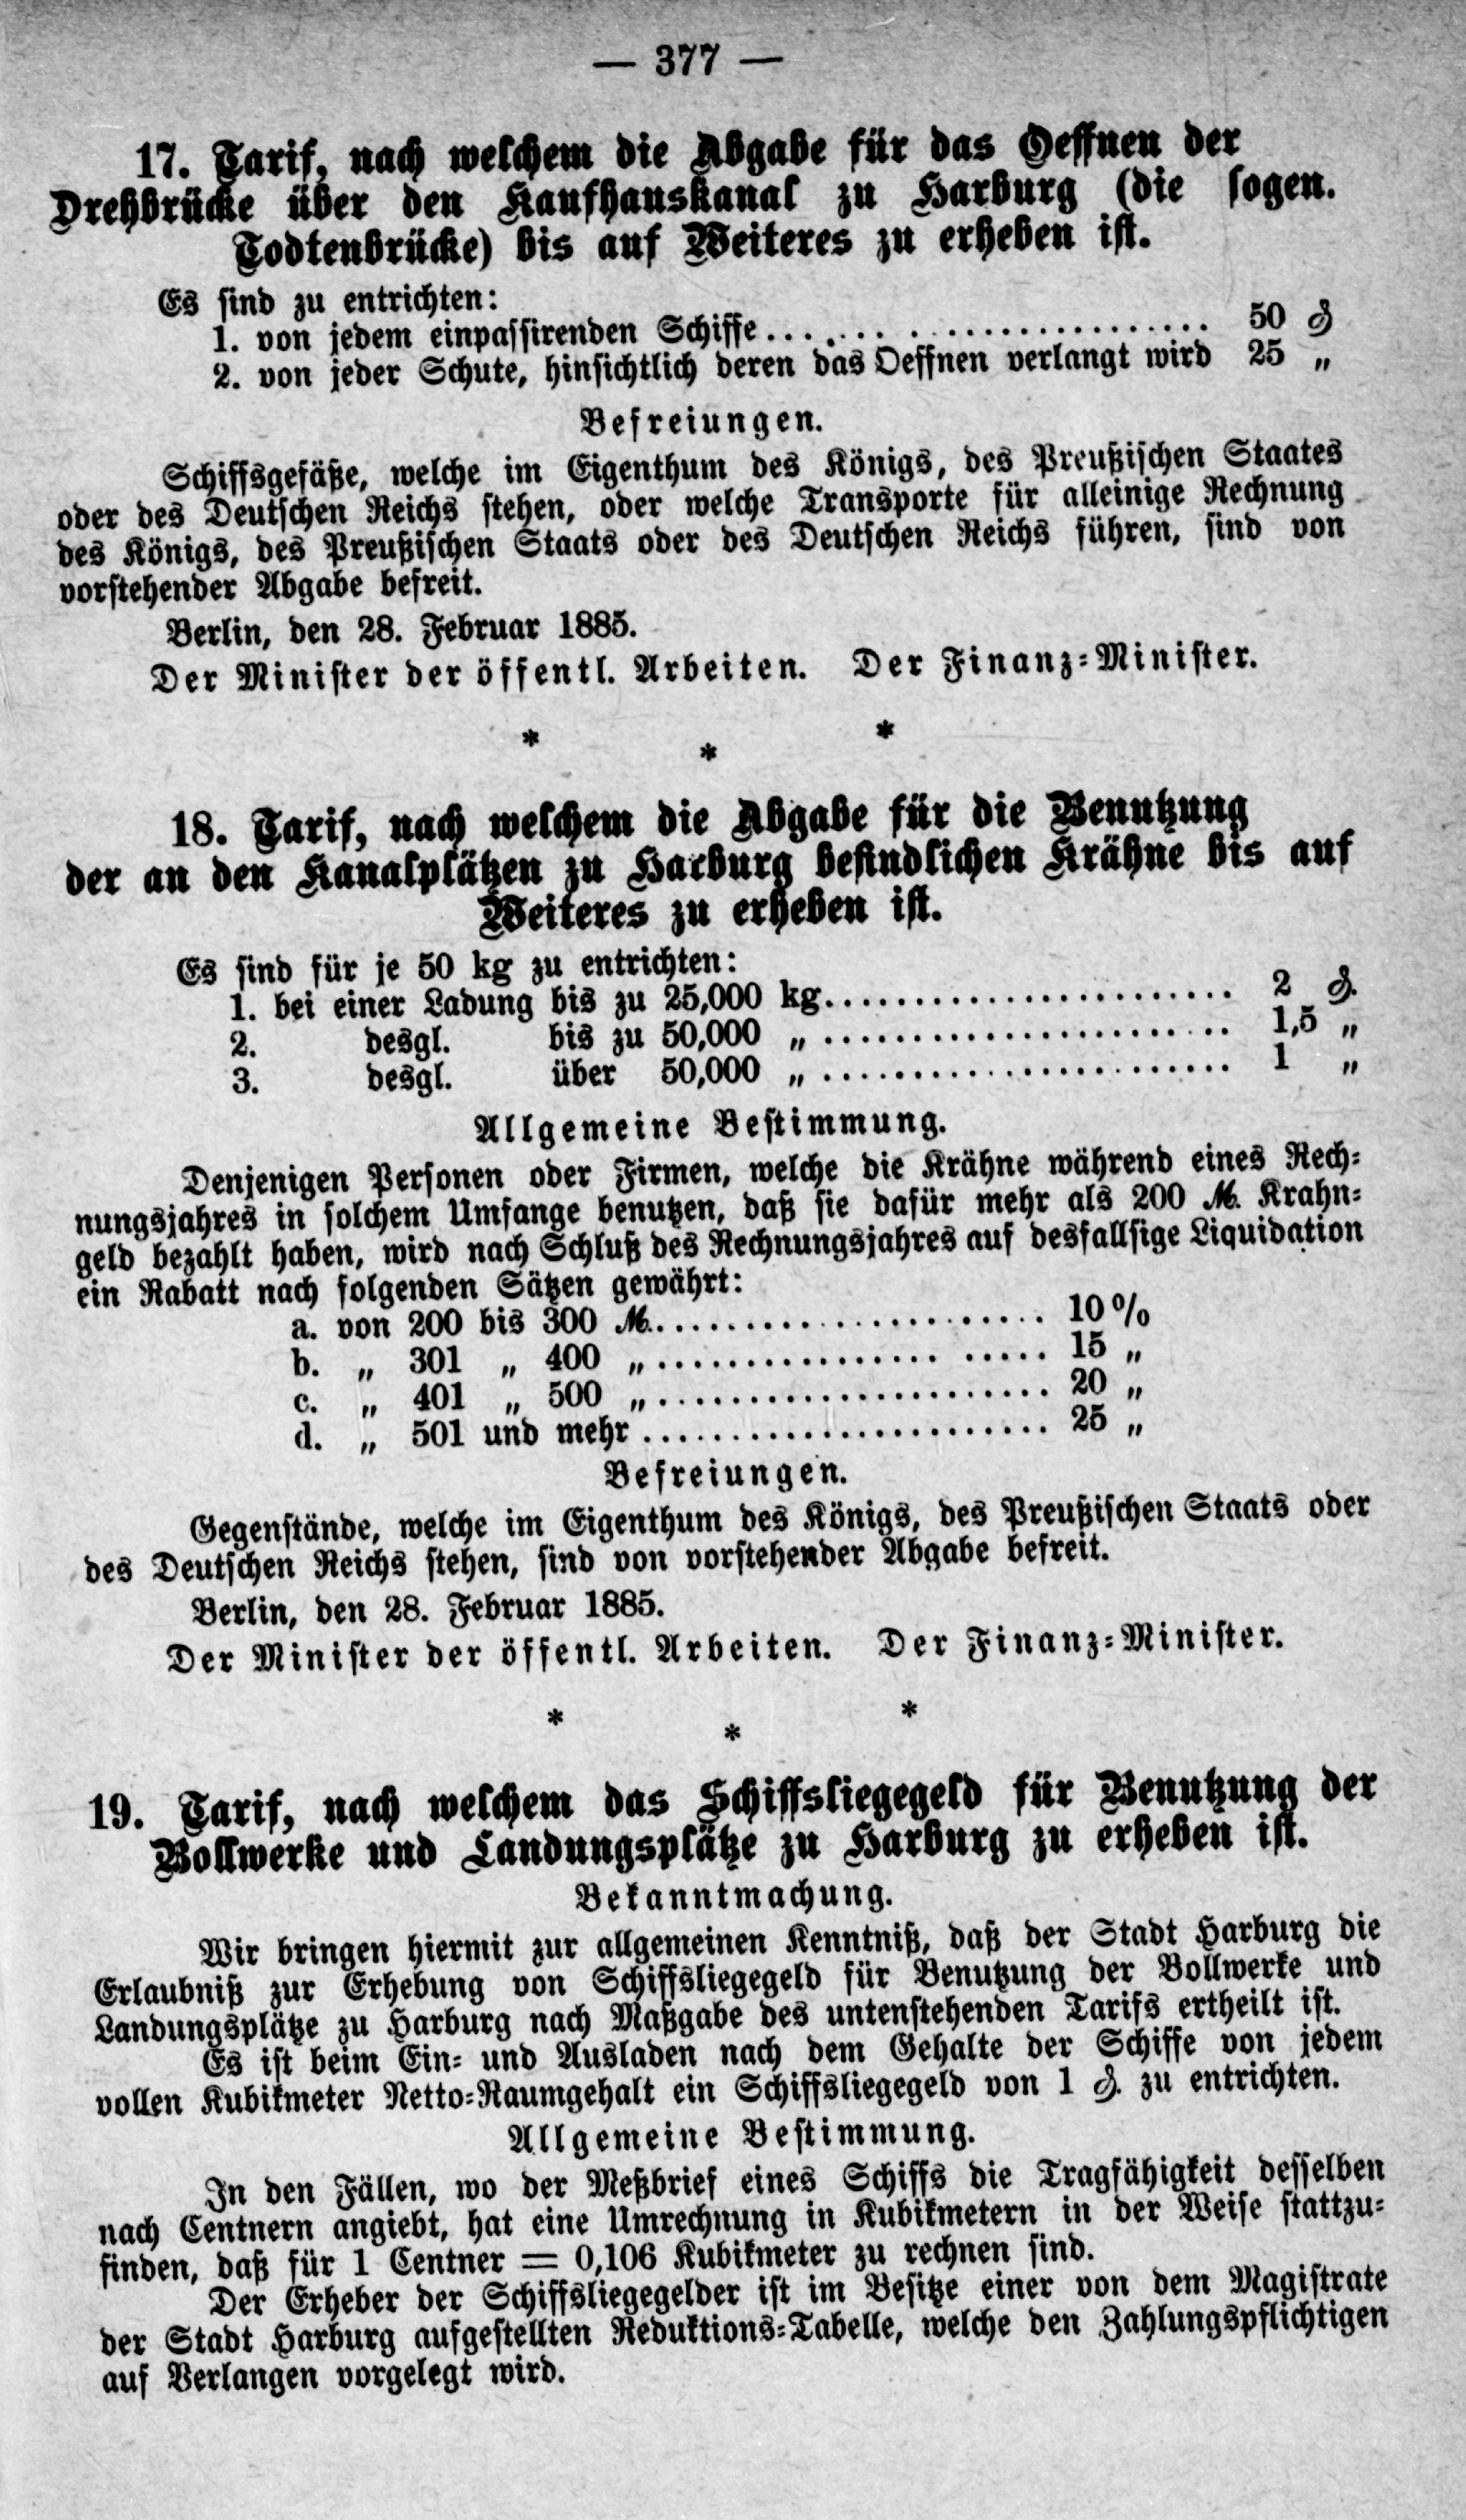 — 377 —
17. Tarif, nach welchem die Abgabe für das Oeffnen der
Drehbrücke über den Kaufhauskanal zu Harburg (die sogen.
Todtenbrücke) bis auf Weiteres zu erheben ist.
Es sind zu entrichten:
1. von jedem einpassirenden Schiffe.............................. 50 ₰
2. von jeder Schute, hinsichtlich deren das Oeffnen verlangt wird 25 „
Befreiungen.
Schiffsgefäße, welche im Eigenthum des Königs, des Preußischen Staates
oder des Deutschen Reichs stehen, oder welche Transporte für alleinige Rechnung
des Königs, des Preußischen Staats oder des Deutschen Reichs führen, sind von
vorstehender Abgabe befreit.
Berlin, den 28. Februar 1885.
Der Minister der öffentl. Arbeiten. Der Finanz-Minister.
* * *
18. Tarif, nach welchem die Abgabe für die Benutzung
der an den Kanalplätzen zu Harburg befindlichen Krähne bis auf
Weiteres zu erheben ist.
Es sind für je 50 kg zu entrichten:
1. bei einer Ladung bis zu 25,000 kg....................... 2 ₰.
2. desgl. bis zu 50,000 „ ....................... 1,5 „
3. desgl. über 50,000 „ ....................... 1 „
Allgemeine Bestimmung.
Denjenigen Personen oder Firmen, welche die Krähne während eines Rech-
nungsjahres in solchem Umfange benutzen, daß sie dafür mehr als 200 ℳ. Krahn-
geld bezahlt haben, wird nach Schluß des Rechnungsjahres auf desfallsige Liquidation
ein Rabatt nach folgenden Sätzen gewährt:
a. von 200 bis 300 ℳ...................... 10 %
b. „ 301 „ 400 „...................... 15 „
c. „ 401 „ 500 „...................... 20 „
d. „ 501 und mehr....................... 25 „
Befreiungen.
Gegenstände, welche im Eigenthum des Königs, des Preußischen Staats oder
des Deutschen Reichs stehen, sind von vorstehender Abgabe befreit.
Berlin, den 28. Februar 1885.
Der Minister der öffentl. Arbeiten. Der Finanz-Minister.
* * *
19. Tarif, nach welchem das Schiffsliegegeld für Benutzung der
Bollwerke und Landungsplätze zu Harburg zu erheben ist.
Bekanntmachung.
Wir bringen hiermit zur allgemeinen Kenntniß, daß der Stadt Harburg die
Erlaubniß zur Erhebung von Schiffsliegegeld für Benutzung der Bollwerke und
Landungsplätze zu Harburg nach Maßgabe des untenstehenden Tarifs ertheilt ist.
Es ist beim Ein- und Ausladen nach dem Gehalte der Schiffe von jedem
vollen Kubikmeter Netto-Raumgehalt ein Schiffsliegegeld von 1 ₰. zu entrichten.
Allgemeine Bestimmung.
In den Fällen, wo der Meßbrief eines Schiffs die Tragfähigkeit desselben
nach Centnern angiebt, hat eine Umrechnung in Kubikmetern in der Weise stattzu-
finden, daß für 1 Centner = 0,106 Kubikmeter zu rechnen sind.
Der Erheber der Schiffsliegegelder ist im Besitze einer von dem Magistrate
der Stadt Harburg aufgestellten Reduktions-Tabelle, welche den Zahlungspflichtigen
auf Verlangen vorgelegt wird.